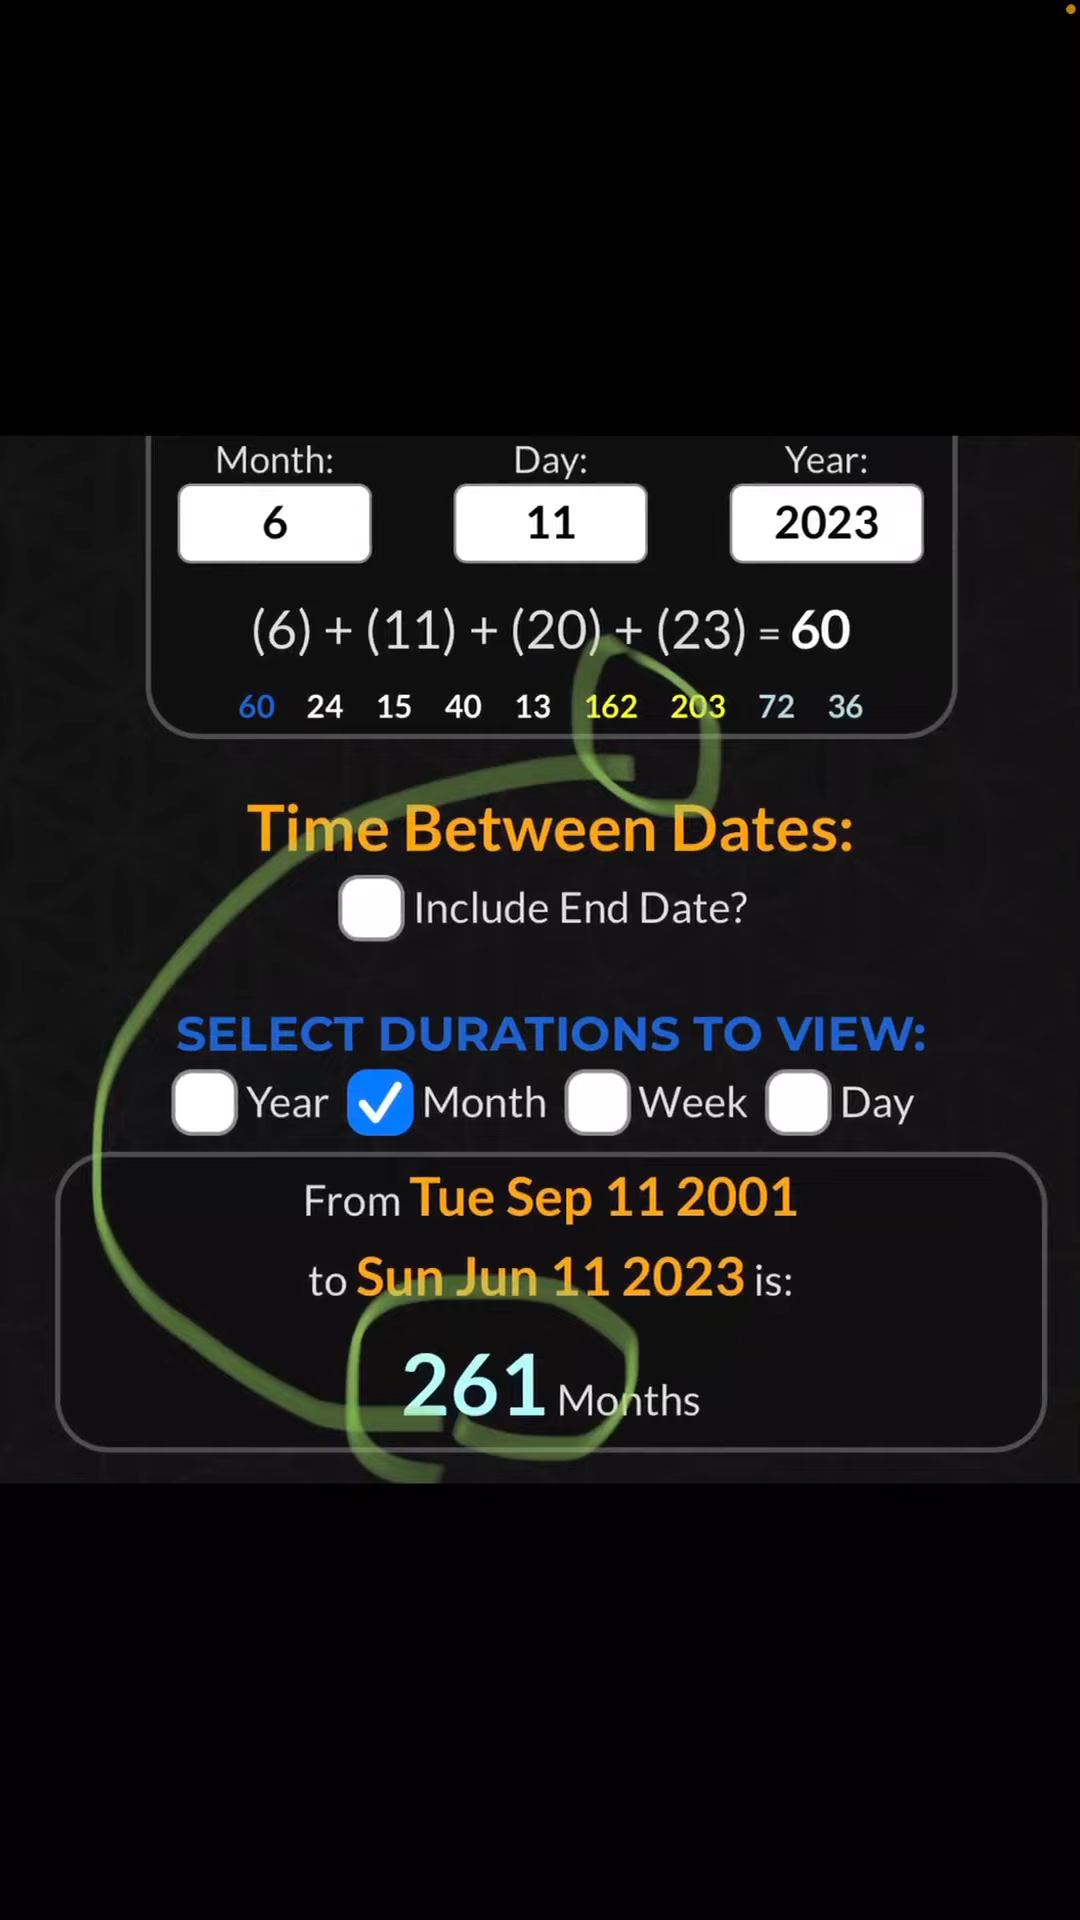 Month: Day: Year:
6 11 2023
(6) + (11) + (20) + (23) = 60
60 24 15 40 13 162 203 72 36
Time Between Dates:
Include End Date?
SELECT DURATIONS TO VIEW:
Year Month Week Day
From Tue Sep 11 2001
to Sun Jun 11 2023 is:
261 Months